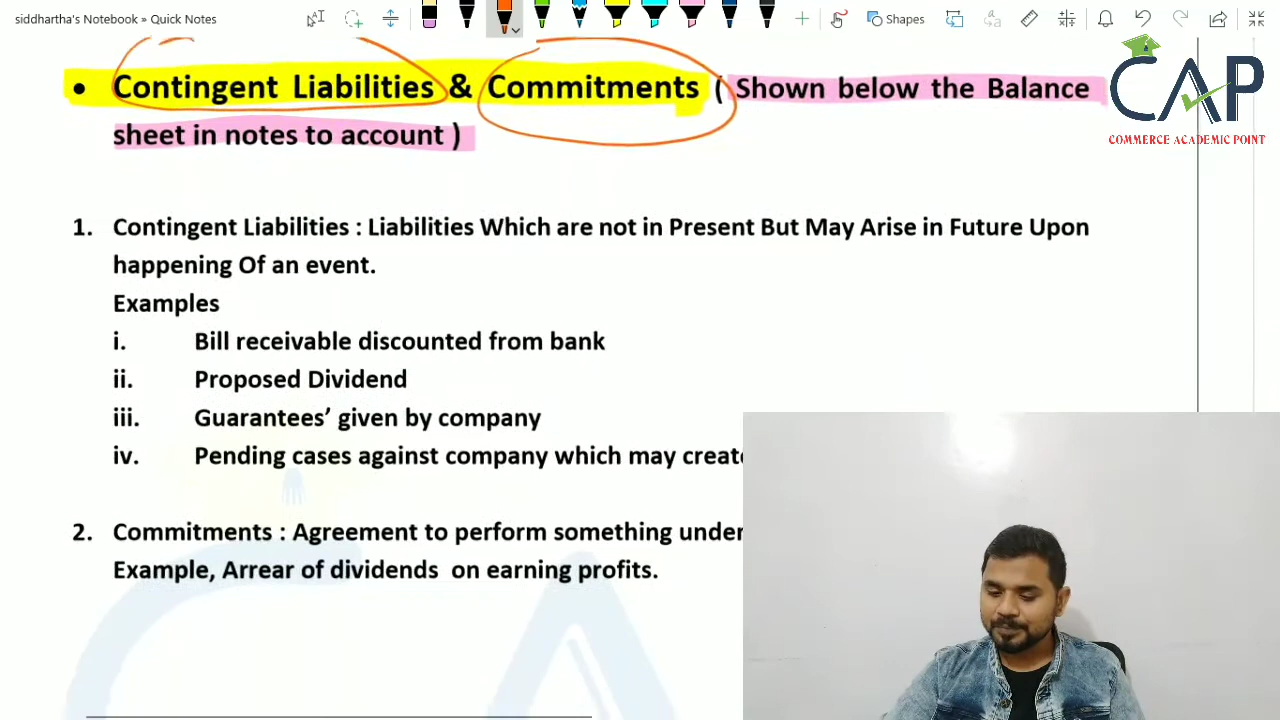 siddhartha's Notebook » Quick Notes
Shapes
• Contingent Liabilities & Commitments ( Shown below the Balance
sheet in notes to account )
CAP
COMMERCE ACADEMIC POINT
1. Contingent Liabilities : Liabilities Which are not in Present But May Arise in Future Upon
happening Of an event.
Examples
i. Bill receivable discounted from bank
ii. Proposed Dividend
iii. Guarantees’ given by company
iv. Pending cases against company which may create
2. Commitments : Agreement to perform something under
Example, Arrear of dividends on earning profits.